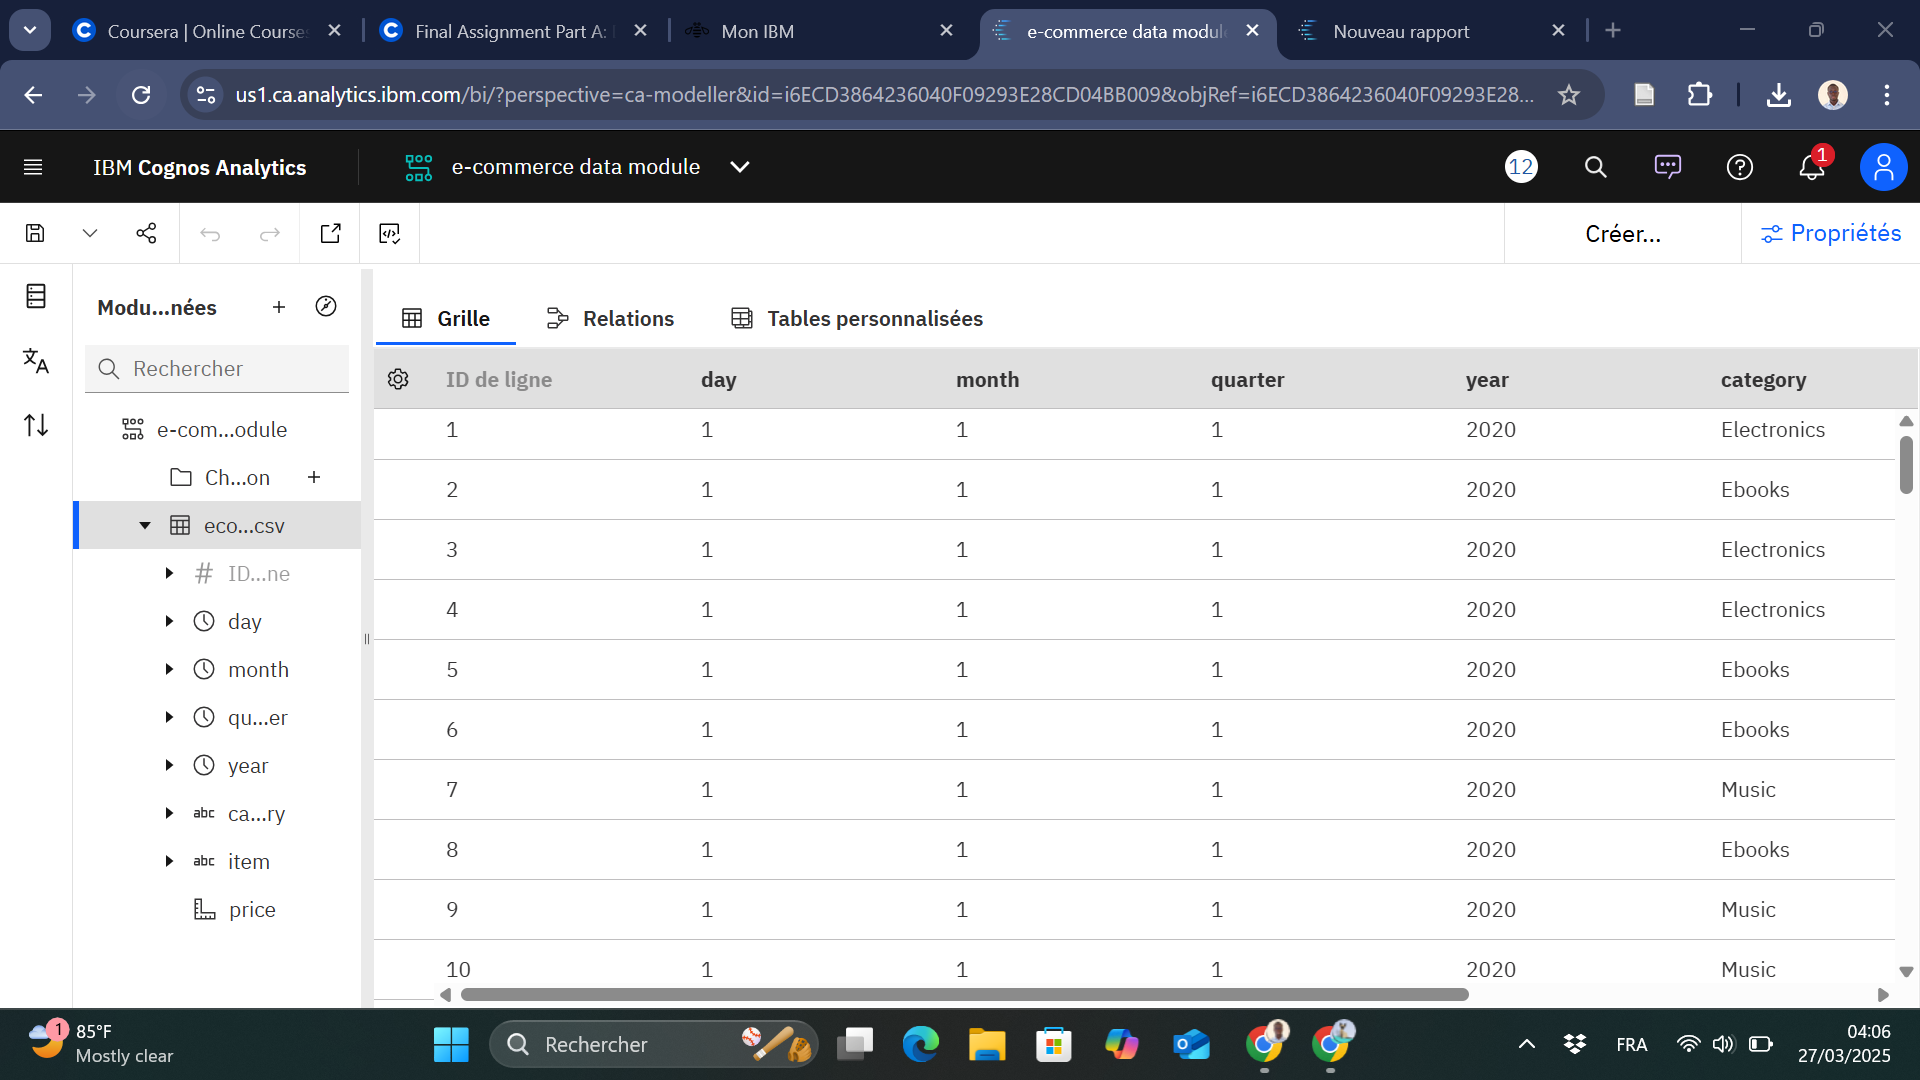 Coursera | Online Course
Final Assignment Part A:
Mon IBM
e-commerce data modul
Nouveau rapport
us1.ca.analytics.ibm.com/bi/?perspective=ca-modeller&id=i6ECD3864236040F09293E28CD04BB009&objRef=i6ECD3864236040F09293E28...
IBM Cognos Analytics
e-commerce data module
12
1
Créer...
Propriétés
Modu...nées
Rechercher
e-com...odule
Ch...on
eco...csv
ID...ne
day
month
qu...er
year
abc ca...ry
abc item
price
Grille
Relations
Tables personnalisées
ID de ligne day month quarter year category
1 1 1 1 2020 Electronics
2 1 1 1 2020 Ebooks
3 1 1 1 2020 Electronics
4 1 1 1 2020 Electronics
5 1 1 1 2020 Ebooks
6 1 1 1 2020 Ebooks
7 1 1 1 2020 Music
8 1 1 1 2020 Ebooks
9 1 1 1 2020 Music
10 1 1 1 2020 Music
1
85°F
Mostly clear
Rechercher
FRA
04:06
27/03/2025